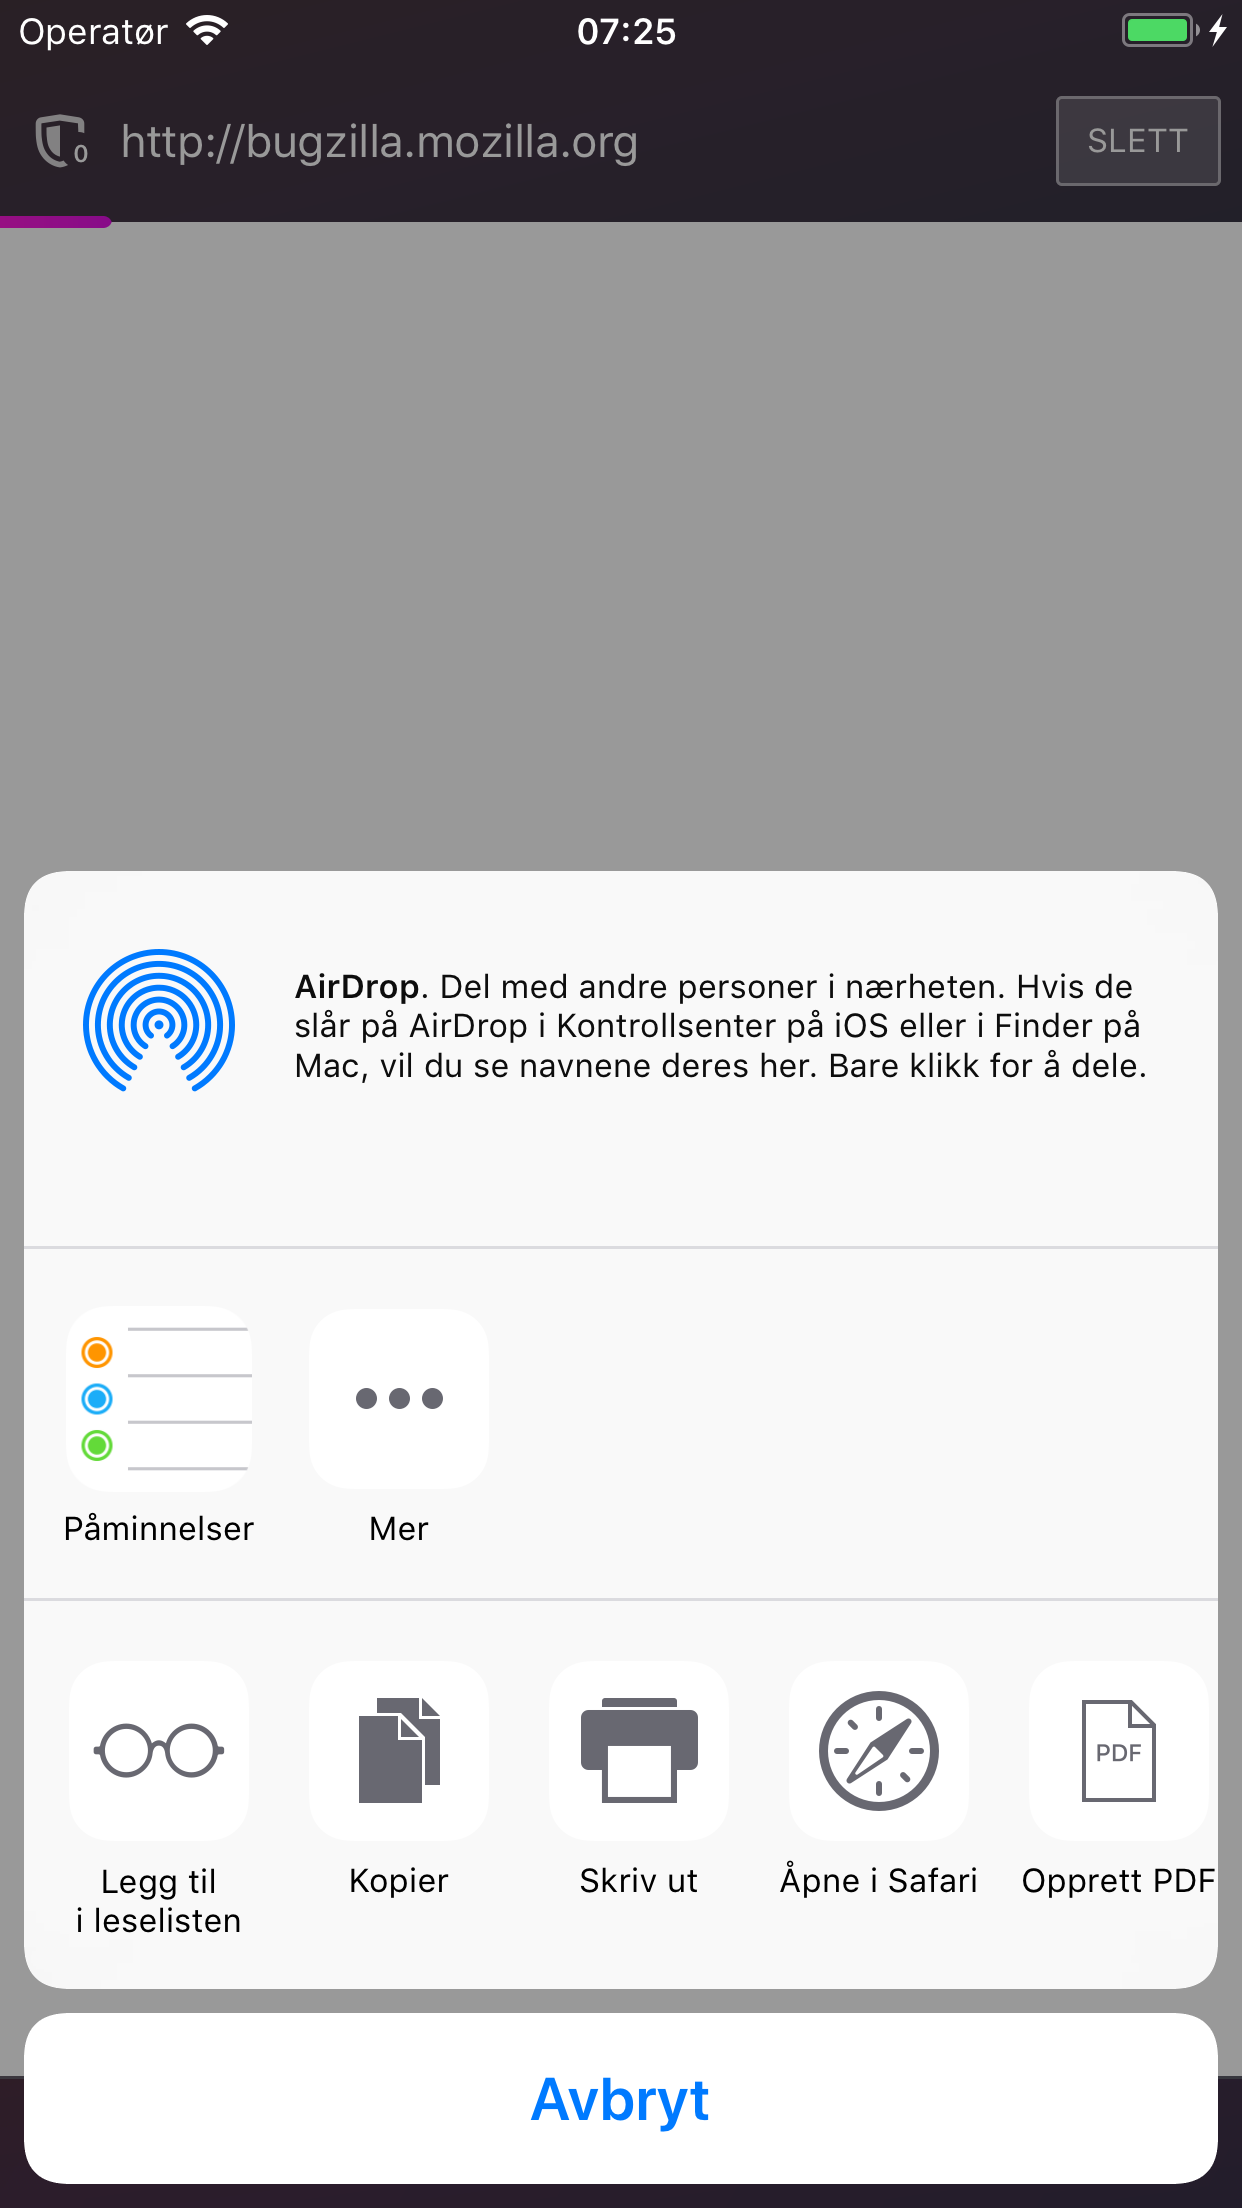 Operatør
07:25
0
http://bugzilla.mozilla.org
SLETT
AirDrop. Del med andre personer i nærheten. Hvis de
slår på AirDrop i Kontrollsenter på iOS eller i Finder på
Mac, vil du se navnene deres her. Bare klikk for å dele.
Påminnelser
Mer
PDF
Legg til
i leselisten
Kopier
Skriv ut
Åpne i Safari
Opprett PDF
Avbryt